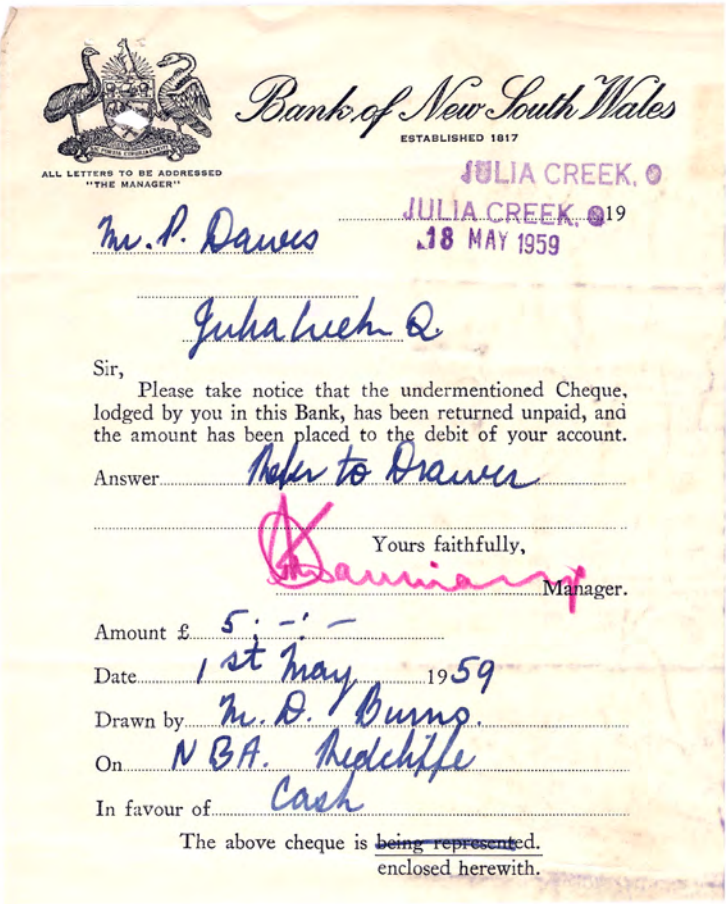 Bank of New South Wales
ESTABLISHED 1817
ALL LETTERS TO BE ADDRESSED
"THE MANAGER"
JULIA CREEK, Q
JULIA CREEK, Q 19
18 MAY 1959
Mr. P. Dawes
Julia Creek Q.
Sir,
Please take notice that the undermentioned Cheque,
lodged by you in this Bank, has been returned unpaid, and
the amount has been placed to the debit of your account.
Answer Refer to Drawer
Yours faithfully,
Manager.
Amount £ 5 : - : -
Date 1st May 1959
Drawn by M. D. Burns.
On NBA. Redcliffe
In favour of Cash
The above cheque is being represented.
enclosed herewith.